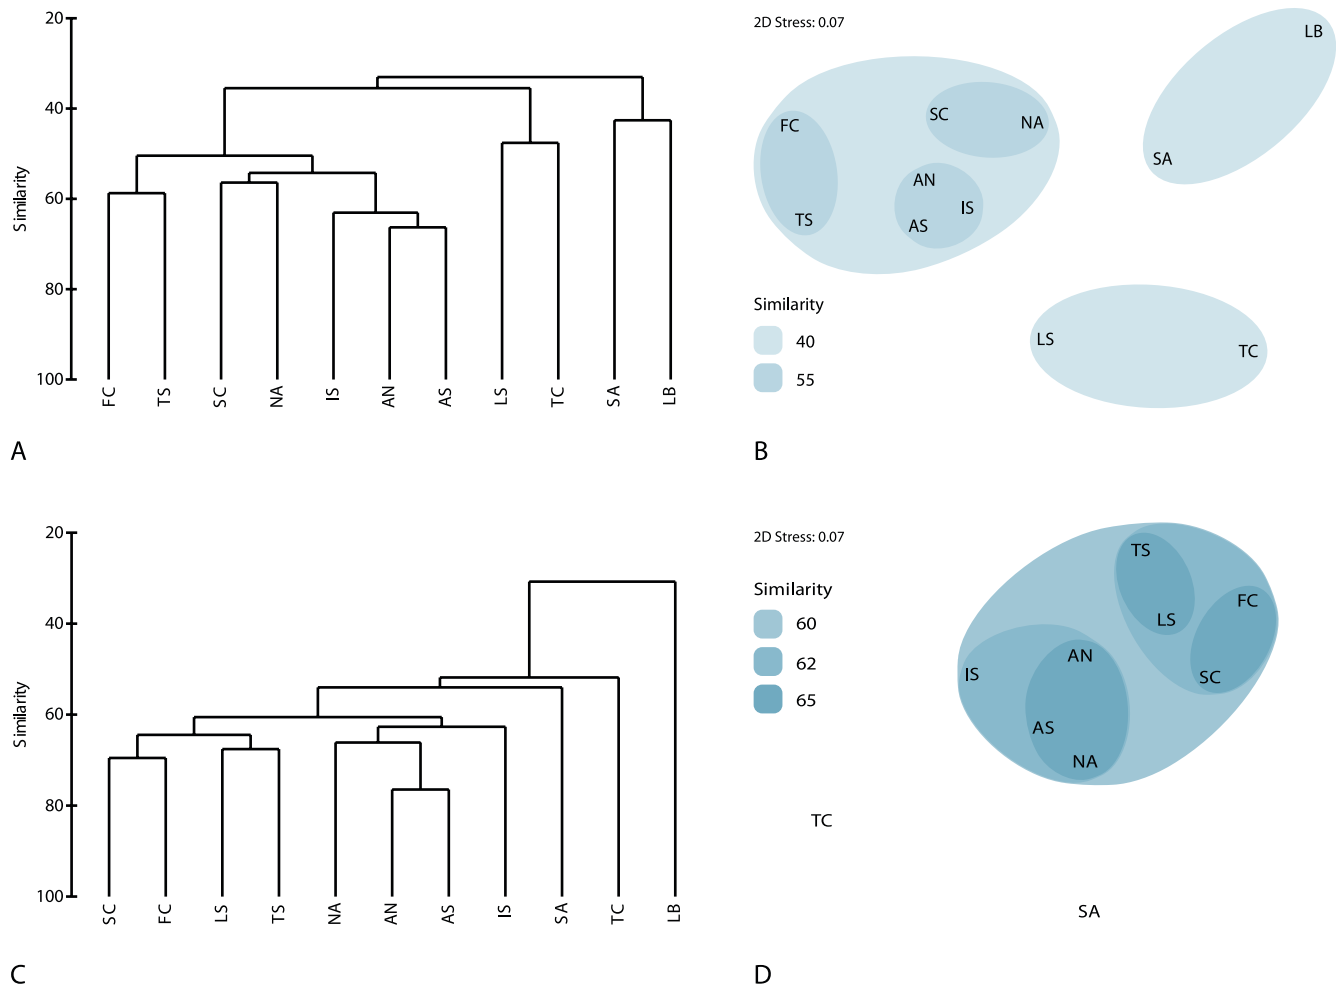 20
40
60
80
100
Similarity
FC TS SC NA IS AN AS LS TC SA LB
A
2D Stress: 0.07
LB
SC
NA
FC
SA
AN
IS
TS
AS
Similarity
40
55
LS
TC
B
20
40
60
80
100
Similarity
SC FC LS TS NA AN AS IS SA TC LB
C
2D Stress: 0.07
Similarity
60
62
65
TS
FC
LS
AN
IS
SC
AS
NA
TC
SA
D